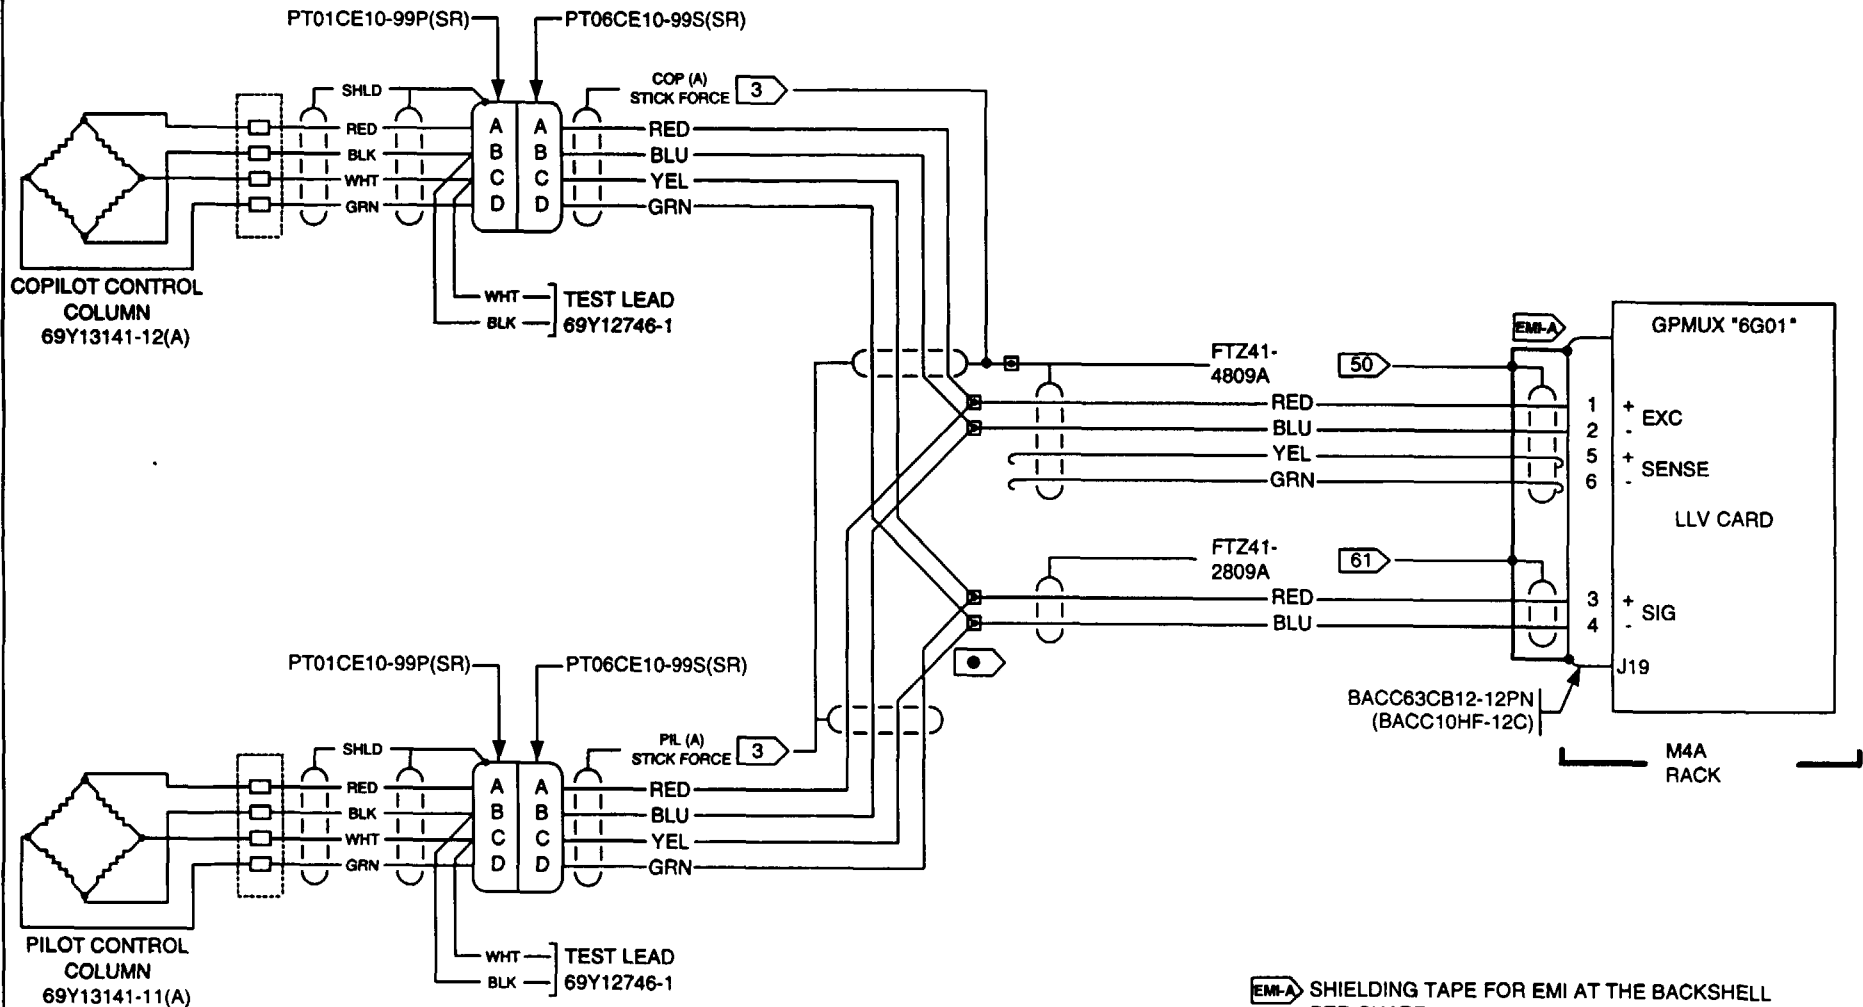 PT01CE10-99P(SR)
PT06CE10-99S(SR)
SHLD
COP (A)
STICK FORCE
3
RED
BLK
WHT
GRN
A
B
C
D
A
B
C
D
RED
BLU
YEL
GRN
WHT
BLK
TEST LEAD
69Y12746-1
COPILOT CONTROL
COLUMN
69Y13141-12(A)
EMI-A
GPMUX "6G01"
FTZ41-
4809A
50
RED
BLU
YEL
GRN
1
2
5
6
+
-
+
-
EXC
SENSE
LLV CARD
FTZ41-
2809A
61
RED
BLU
3
4
+
-
SIG
J19
BACC63CB12-12PN
(BACC10HF-12C)
M4A
RACK
PT01CE10-99P(SR)
PT06CE10-99S(SR)
SHLD
PIL (A)
STICK FORCE
3
RED
BLK
WHT
GRN
A
B
C
D
A
B
C
D
RED
BLU
YEL
GRN
WHT
BLK
TEST LEAD
69Y12746-1
PILOT CONTROL
COLUMN
69Y13141-11(A)
EMI-A SHIELDING TAPE FOR EMI AT THE BACKSHELL